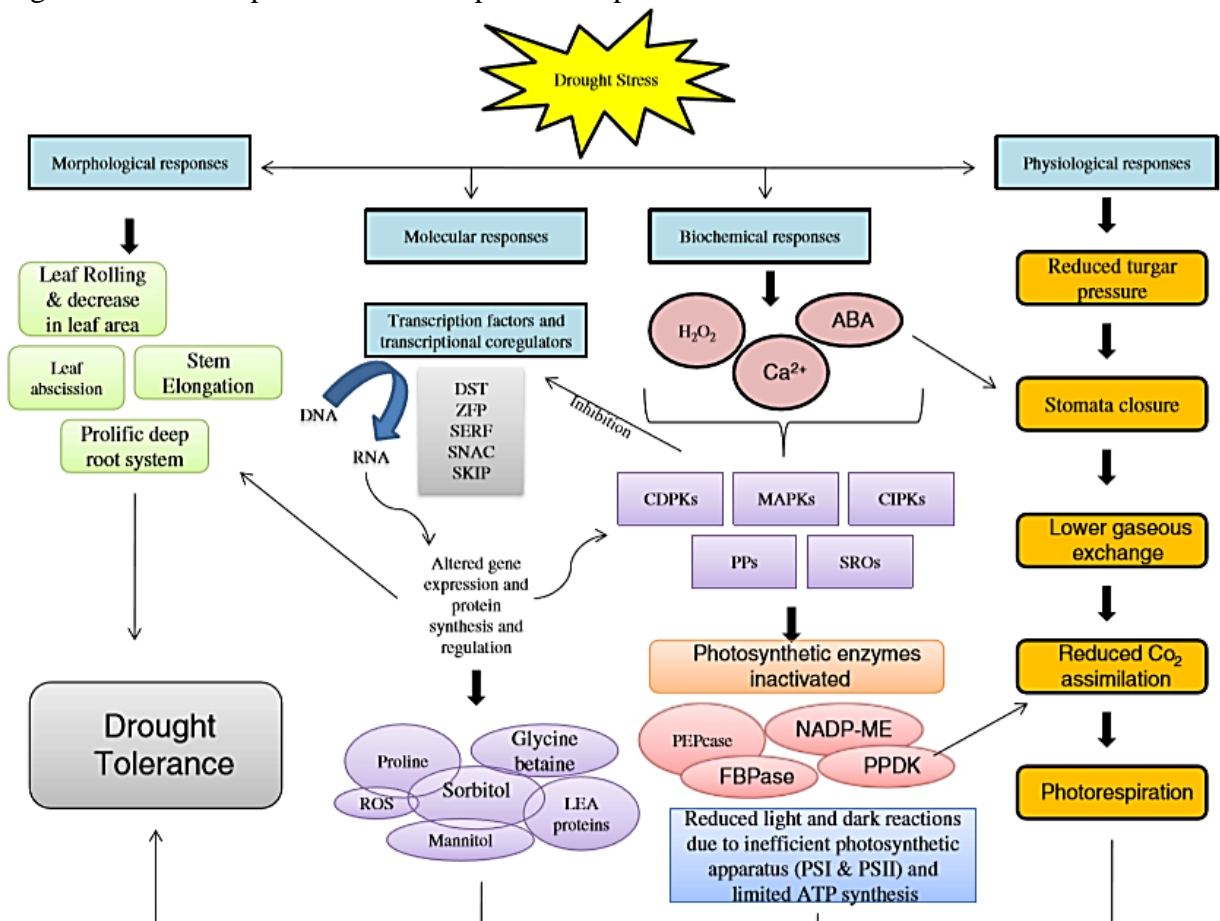 Drought Stress
Morphological responses
Physiological responses
Molecular responses
Biochemical responses
Leaf Rolling
& decrease
in leaf area
Leaf
abscission
Stem
Elongation
Prolific deep
root system
Drought
Tolerance
Transcription factors and
transcriptional coregulators
DNA
RNA
DST
ZFP
SERF
SNAC
SKIP
Inhibition
Altered gene
expression and
protein
synthesis and
regulation
Proline
Glycine
betaine
ROS
Sorbitol
LEA
proteins
Mannitol
H₂O₂
Ca²⁺
ABA
CDPKs
MAPKs
CIPKs
PPs
SROs
Photosynthetic enzymes
inactivated
PEPcase
NADP-ME
FBPase
PPDK
Reduced light and dark reactions
due to inefficient photosynthetic
apparatus (PSI & PSII) and
limited ATP synthesis
Reduced turgar
pressure
Stomata closure
Lower gaseous
exchange
Reduced Co₂
assimilation
Photorespiration